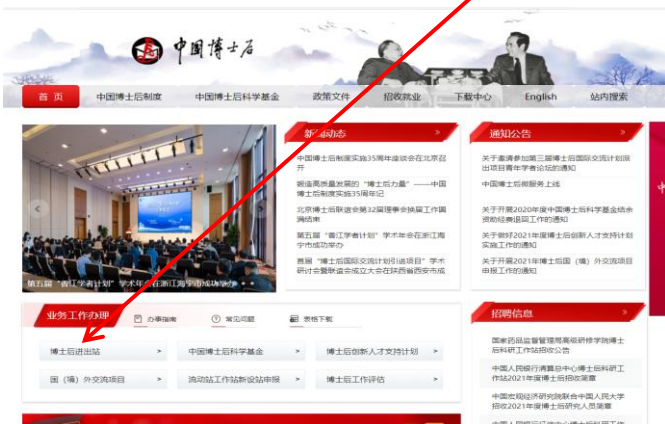 中国博士后
首 页 中国博士后制度 中国博士后科学基金 政策文件 招收就业 下载中心 English 站内搜索
新闻动态 >
中国博士后制度实施35周年座谈会在北京召
开
锻造高质量发展的“博士后力量”——中国
博士后制度实施35周年记
北京博士后联谊会第32届理事会换届工作圆
满结束
第五届“香江学者计划”学术年会在浙江海
宁市成功举办
首届“博士后国际交流计划引进项目”学术
研讨会暨联谊会成立大会在陕西省西安市成
通知公告 >
关于邀请参加第三届博士后国际交流计划派
出项目青年学者论坛的通知
中国博士后微服务上线
关于开展2020年度中国博士后科学基金结余
资助经费退回工作的通知
关于做好2021年度博士后创新人才支持计划
实施工作的通知
关于开展2021年博士后国（境）外交流项目
申报工作的通知
第五届“香江学者计划”学术年会在浙江海宁市成功举办
业务工作办理 办事指南 常见问题 表格下载
博士后进出站 > 中国博士后科学基金 > 博士后创新人才支持计划 >
国（境）外交流项目 > 流动站工作站新设站申报 > 博士后工作评估 >
招聘信息 >
国家药品监督管理局高级研修学院博士
后科研工作站招收公告
中国人民银行清算总中心博士后科研工
作站2021年度博士后招收简章
中国宏观经济研究院联合中国人民大学
招收2021年度博士后研究人员简章